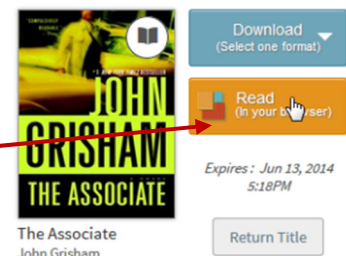 JOHN
GRISHAM
THE ASSOCIATE
The Associate
John Grisham
Download
(Select one format)
Read
(In your browser)
Expires: Jun 13, 2014
5:18PM
Return Title